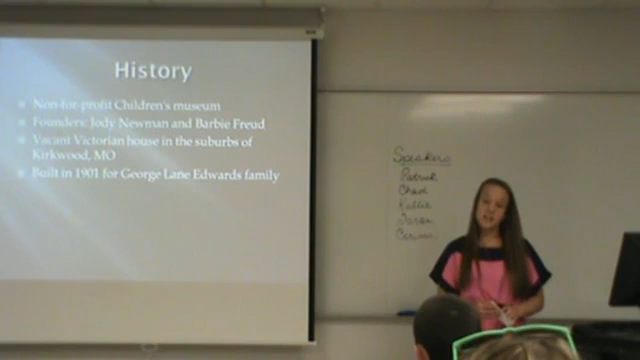 History
Non-for-profit Children's museum
Founders: Jody Newman and Barbie Freud
Vacant Victorian house in the suburbs of
Kirkwood, MO
Built in 1901 for George Lane Edwards family
Speakers
Patrick
Chad
Kallie